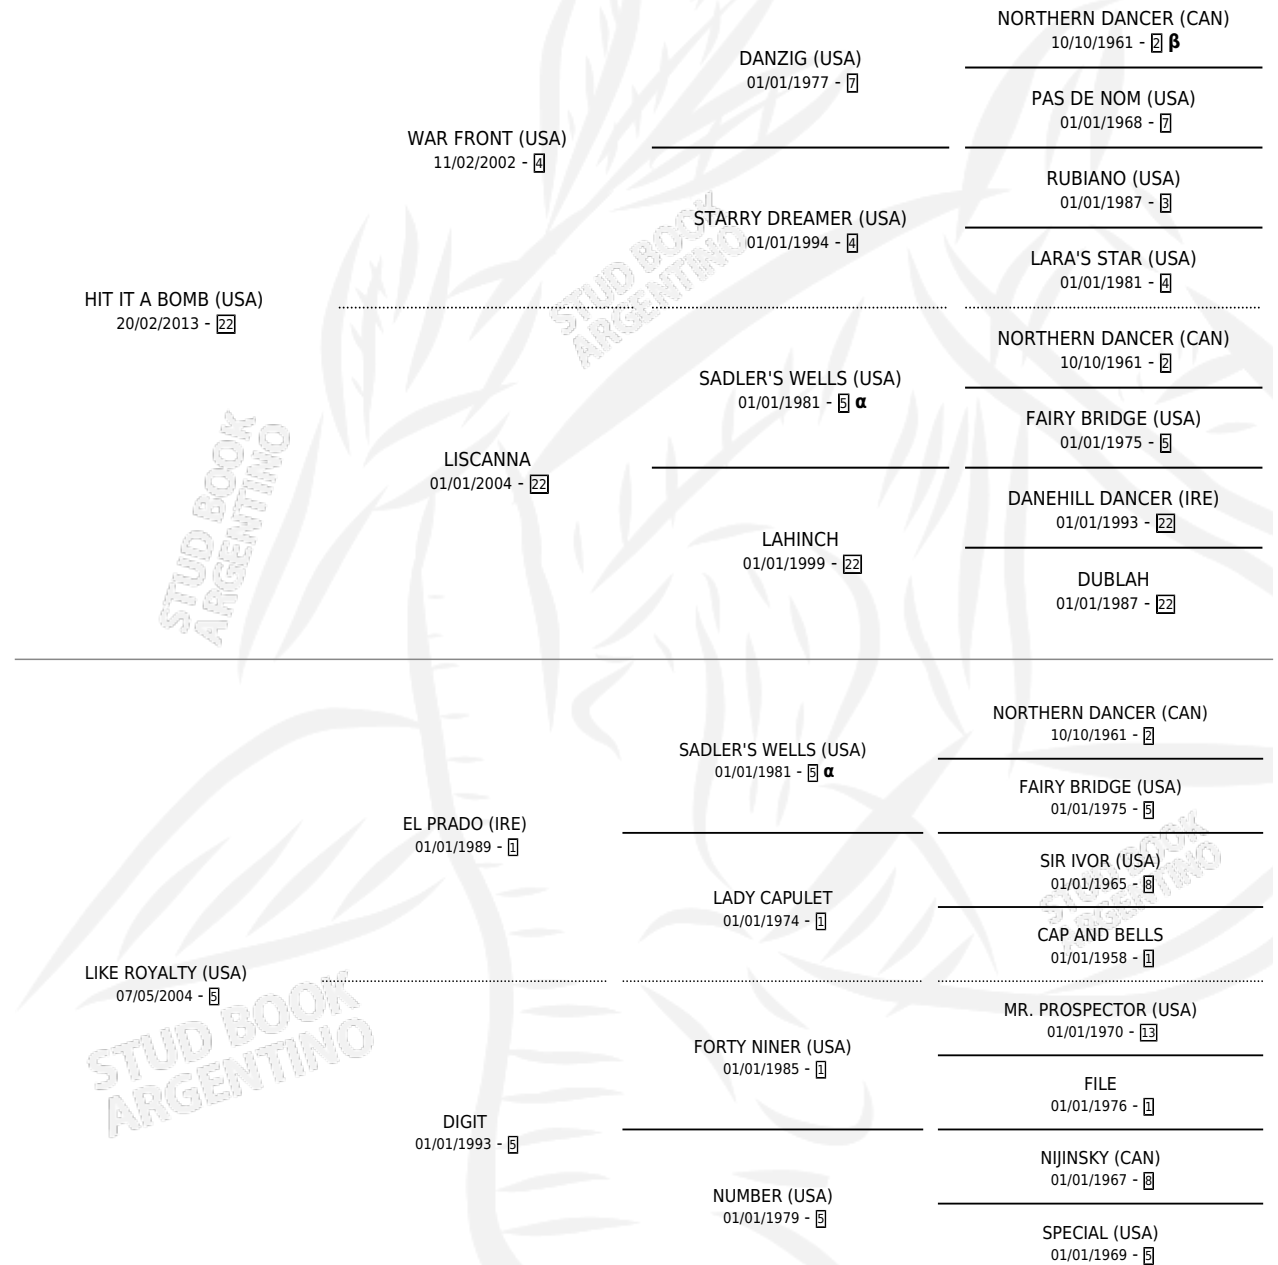 NORTHERN DANCER (CAN)
10/10/1961 - 2 β
DANZIG (USA)
01/01/1977 - 7
PAS DE NOM (USA)
01/01/1968 - 7
WAR FRONT (USA)
11/02/2002 - 4
RUBIANO (USA)
01/01/1987 - 3
STARRY DREAMER (USA)
01/01/1994 - 4
LARA'S STAR (USA)
01/01/1981 - 4
HIT IT A BOMB (USA)
20/02/2013 - 22
NORTHERN DANCER (CAN)
10/10/1961 - 2
SADLER'S WELLS (USA)
01/01/1981 - 5 α
FAIRY BRIDGE (USA)
01/01/1975 - 5
LISCANNA
01/01/2004 - 22
DANEHILL DANCER (IRE)
01/01/1993 - 22
LAHINCH
01/01/1999 - 22
DUBLAH
01/01/1987 - 22
NORTHERN DANCER (CAN)
10/10/1961 - 2
SADLER'S WELLS (USA)
01/01/1981 - 5 α
FAIRY BRIDGE (USA)
01/01/1975 - 5
EL PRADO (IRE)
01/01/1989 - 1
SIR IVOR (USA)
01/01/1965 - 8
LADY CAPULET
01/01/1974 - 1
CAP AND BELLS
01/01/1958 - 1
LIKE ROYALTY (USA)
07/05/2004 - 5
MR. PROSPECTOR (USA)
01/01/1970 - 13
FORTY NINER (USA)
01/01/1985 - 1
FILE
01/01/1976 - 1
DIGIT
01/01/1993 - 5
NIJINSKY (CAN)
01/01/1967 - 8
NUMBER (USA)
01/01/1979 - 5
SPECIAL (USA)
01/01/1969 - 5
STUD BOOK
ARGENTINO
STUD BOOK
ARGENTINO
STUD BOOK
ARGENTINO
STUD BOOK
ARGENTINO